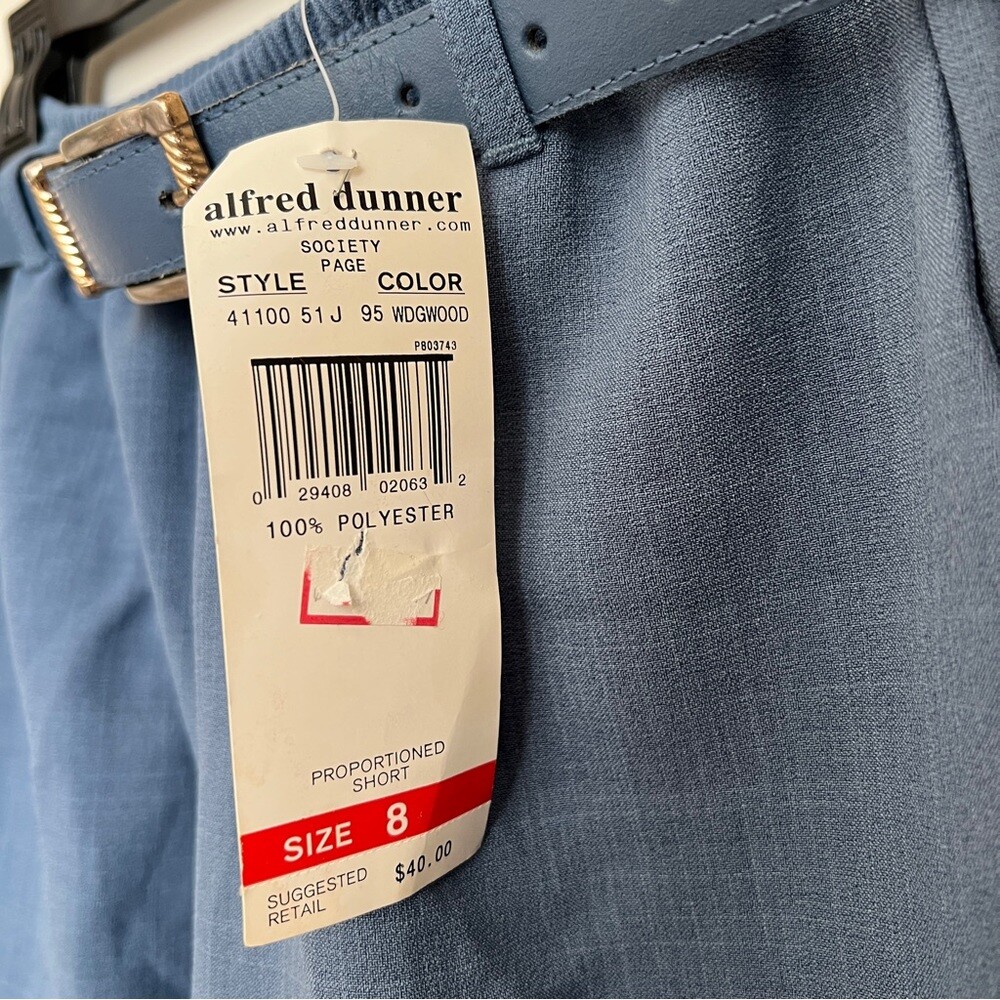 alfred dunner
www.alfreddunner.com
SOCIETY
PAGE
STYLE COLOR
41100 51J 95 WDGWOOD
P803743
0 29408 02063 2
100% POLYESTER
PROPORTIONED
SHORT
SIZE 8
SUGGESTED
RETAIL
$40.00